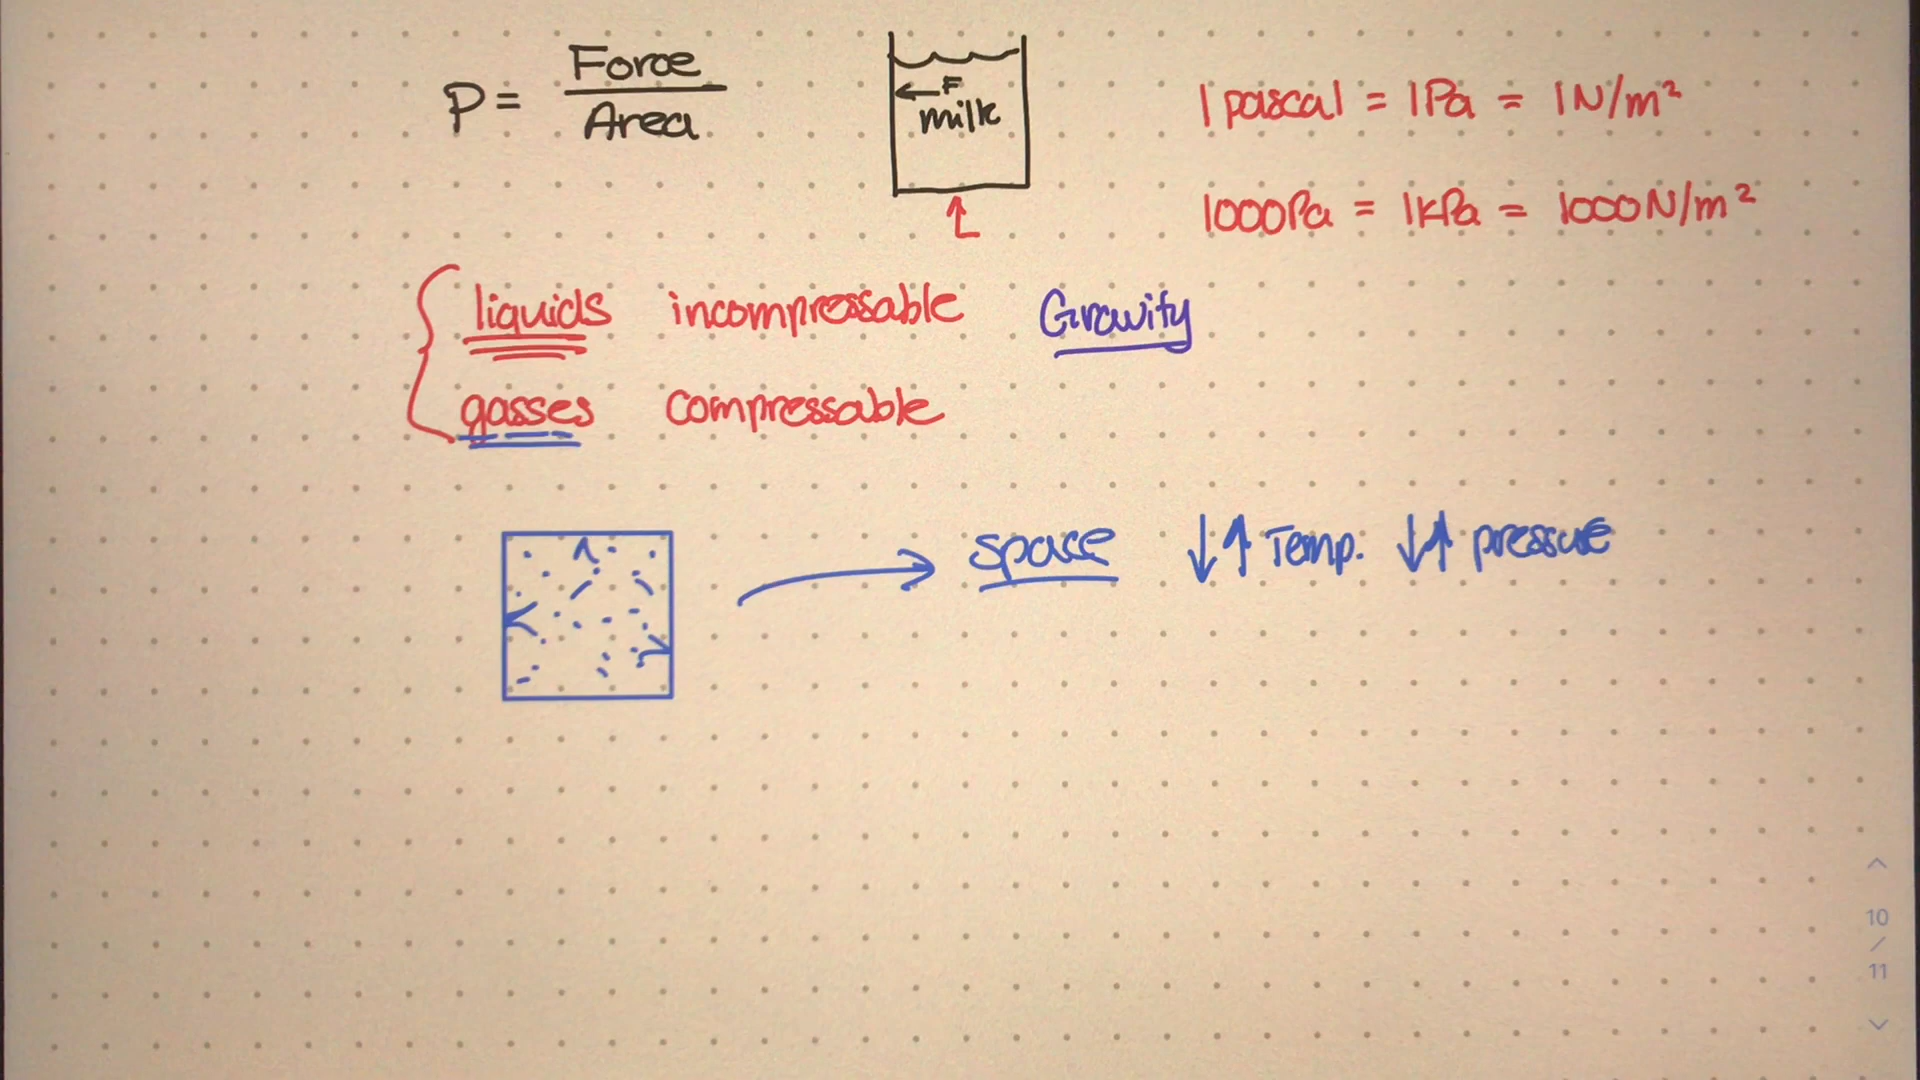 P = Force / Area
F
milk
1 pascal = 1Pa = 1N/m²
1000Pa = 1kPa = 1000N/m²
liquids incompressable Gravity
gasses compressable
space ↓↑ Temp. ↓↑ pressure
10
/
11